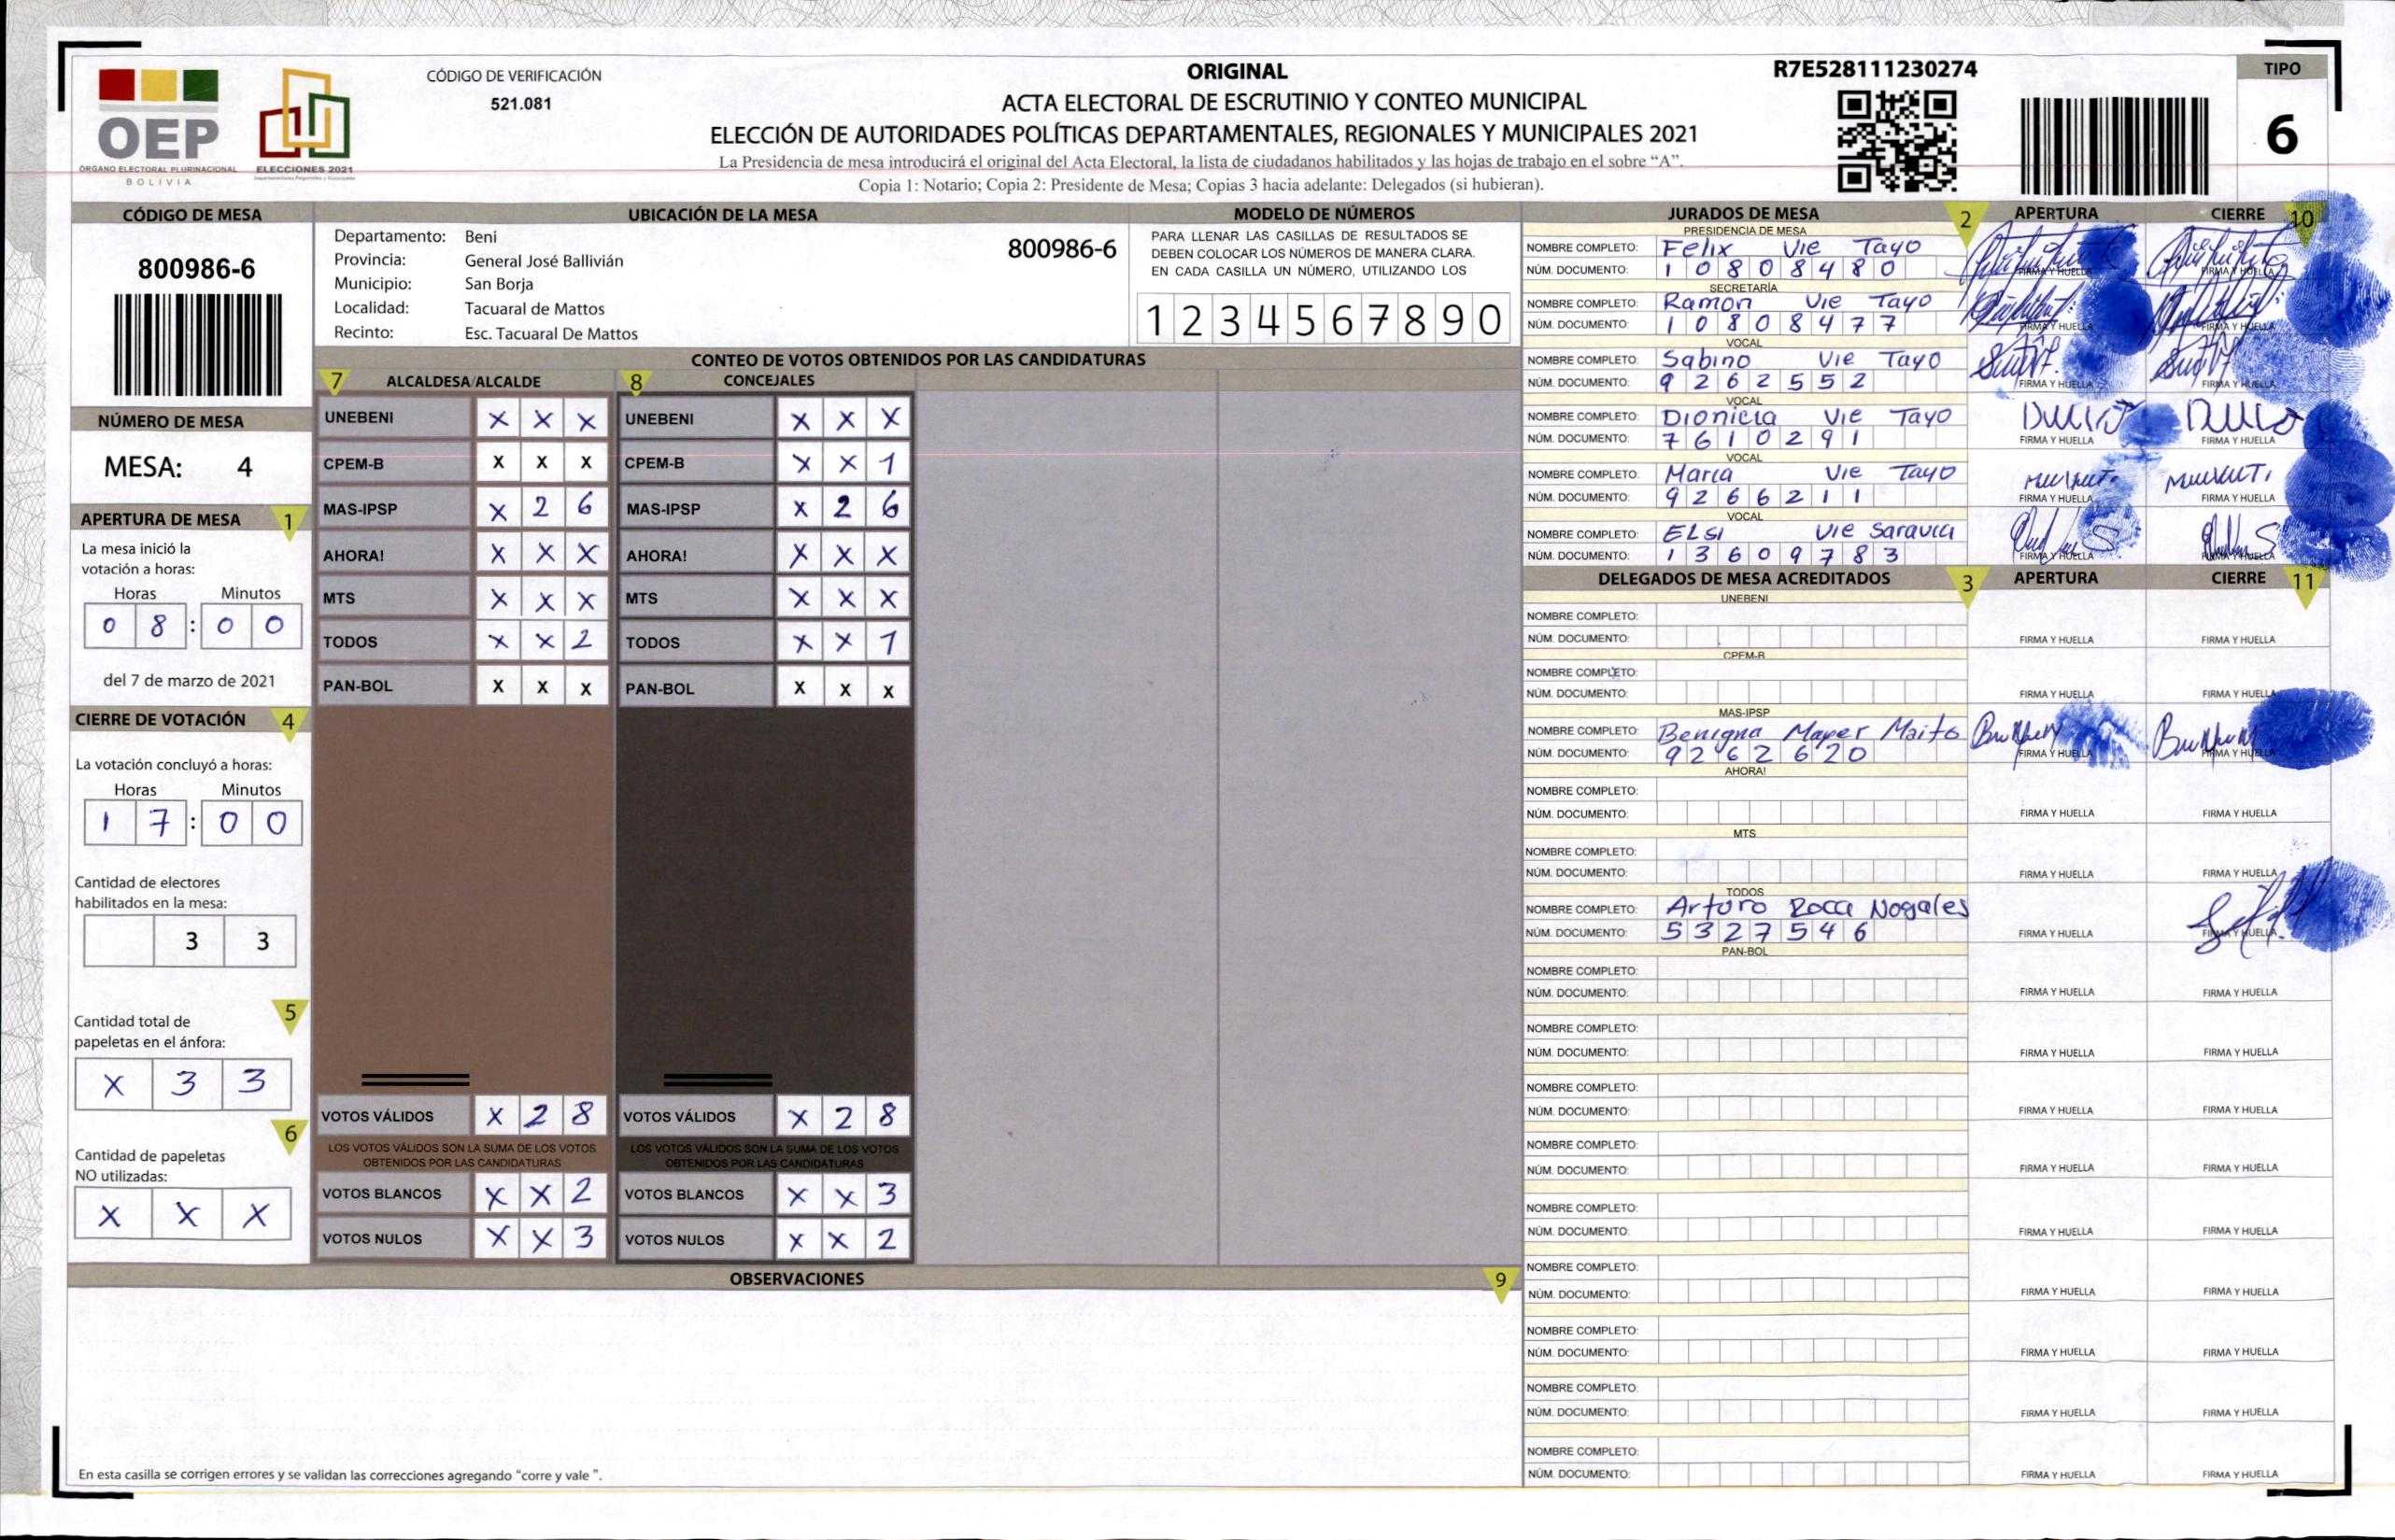 OEP
ÓRGANO ELECTORAL PLURINACIONAL
BOLIVIA
ELECCIONES 2021
CÓDIGO DE VERIFICACIÓN
521.081
ORIGINAL
ACTA ELECTORAL DE ESCRUTINIO Y CONTEO MUNICIPAL
ELECCIÓN DE AUTORIDADES POLÍTICAS DEPARTAMENTALES, REGIONALES Y MUNICIPALES 2021
La Presidencia de mesa introducirá el original del Acta Electoral, la lista de ciudadanos habilitados y las hojas de trabajo en el sobre “A”.
Copia 1: Notario; Copia 2: Presidente de Mesa; Copias 3 hacia adelante: Delegados (si hubieran).
R7E528111230274
TIPO
6
CÓDIGO DE MESA
800986-6
NÚMERO DE MESA
MESA: 4
APERTURA DE MESA 1
La mesa inició la
votación a horas:
Horas Minutos
0 8 : 0 0
del 7 de marzo de 2021
CIERRE DE VOTACIÓN 4
La votación concluyó a horas:
Horas Minutos
1 7 : 0 0
Cantidad de electores
habilitados en la mesa:
3 3
5
Cantidad total de
papeletas en el ánfora:
X 3 3
6
Cantidad de papeletas
NO utilizadas:
X X X
UBICACIÓN DE LA MESA
Departamento: Beni
Provincia: General José Ballivián
Municipio: San Borja
Localidad: Tacuaral de Mattos
Recinto: Esc. Tacuaral De Mattos
800986-6
MODELO DE NÚMEROS
PARA LLENAR LAS CASILLAS DE RESULTADOS SE
DEBEN COLOCAR LOS NÚMEROS DE MANERA CLARA.
EN CADA CASILLA UN NÚMERO, UTILIZANDO LOS
1 2 3 4 5 6 7 8 9 0
CONTEO DE VOTOS OBTENIDOS POR LAS CANDIDATURAS
7 ALCALDESA/ALCALDE
UNEBENI X X X
CPEM-B X X X
MAS-IPSP X 2 6
AHORA! X X X
MTS X X X
TODOS X X 2
PAN-BOL X X X
VOTOS VÁLIDOS X 2 8
LOS VOTOS VÁLIDOS SON LA SUMA DE LOS VOTOS
OBTENIDOS POR LAS CANDIDATURAS
VOTOS BLANCOS X X 2
VOTOS NULOS X X 3
8 CONCEJALES
UNEBENI X X X
CPEM-B X X 1
MAS-IPSP X 2 6
AHORA! X X X
MTS X X X
TODOS X X 1
PAN-BOL X X X
VOTOS VÁLIDOS X 2 8
LOS VOTOS VÁLIDOS SON LA SUMA DE LOS VOTOS
OBTENIDOS POR LAS CANDIDATURAS
VOTOS BLANCOS X X 3
VOTOS NULOS X X 2
OBSERVACIONES 9
En esta casilla se corrigen errores y se validan las correcciones agregando “corre y vale ”.
JURADOS DE MESA 2 APERTURA CIERRE 10
PRESIDENCIA DE MESA
NOMBRE COMPLETO: Felix Vie Tayo
NÚM. DOCUMENTO: 1 0 8 0 8 4 8 0 FIRMA Y HUELLA FIRMA Y HUELLA
SECRETARÍA
NOMBRE COMPLETO: Ramon Vie Tayo
NÚM. DOCUMENTO: 1 0 8 0 8 4 7 7 FIRMA Y HUELLA FIRMA Y HUELLA
VOCAL
NOMBRE COMPLETO: Sabino Vie Tayo
NÚM. DOCUMENTO: 9 2 6 2 5 5 2 FIRMA Y HUELLA FIRMA Y HUELLA
VOCAL
NOMBRE COMPLETO: Dionicia Vie Tayo
NÚM. DOCUMENTO: 7 6 1 0 2 9 1 FIRMA Y HUELLA FIRMA Y HUELLA
VOCAL
NOMBRE COMPLETO: Maria Vie Tayo
NÚM. DOCUMENTO: 9 2 6 6 2 1 1 FIRMA Y HUELLA FIRMA Y HUELLA
VOCAL
NOMBRE COMPLETO: ELSI Vie Saravia
NÚM. DOCUMENTO: 1 3 6 0 9 7 8 3 FIRMA Y HUELLA FIRMA Y HUELLA
DELEGADOS DE MESA ACREDITADOS 3 APERTURA CIERRE 11
UNEBENI
NOMBRE COMPLETO:
NÚM. DOCUMENTO: FIRMA Y HUELLA FIRMA Y HUELLA
CPEM-B
NOMBRE COMPLETO:
NÚM. DOCUMENTO: FIRMA Y HUELLA FIRMA Y HUELLA
MAS-IPSP
NOMBRE COMPLETO: Benigna Mayer Maito
NÚM. DOCUMENTO: 9 2 6 2 6 2 0 FIRMA Y HUELLA FIRMA Y HUELLA
AHORA!
NOMBRE COMPLETO:
NÚM. DOCUMENTO: FIRMA Y HUELLA FIRMA Y HUELLA
MTS
NOMBRE COMPLETO:
NÚM. DOCUMENTO: FIRMA Y HUELLA FIRMA Y HUELLA
TODOS
NOMBRE COMPLETO: Arturo Roca Nogales
NÚM. DOCUMENTO: 5 3 2 7 5 4 6 FIRMA Y HUELLA FIRMA Y HUELLA
PAN-BOL
NOMBRE COMPLETO:
NÚM. DOCUMENTO: FIRMA Y HUELLA FIRMA Y HUELLA
NOMBRE COMPLETO:
NÚM. DOCUMENTO: FIRMA Y HUELLA FIRMA Y HUELLA
NOMBRE COMPLETO:
NÚM. DOCUMENTO: FIRMA Y HUELLA FIRMA Y HUELLA
NOMBRE COMPLETO:
NÚM. DOCUMENTO: FIRMA Y HUELLA FIRMA Y HUELLA
NOMBRE COMPLETO:
NÚM. DOCUMENTO: FIRMA Y HUELLA FIRMA Y HUELLA
NOMBRE COMPLETO:
NÚM. DOCUMENTO: FIRMA Y HUELLA FIRMA Y HUELLA
NOMBRE COMPLETO:
NÚM. DOCUMENTO: FIRMA Y HUELLA FIRMA Y HUELLA
NOMBRE COMPLETO:
NÚM. DOCUMENTO: FIRMA Y HUELLA FIRMA Y HUELLA
NOMBRE COMPLETO:
NÚM. DOCUMENTO: FIRMA Y HUELLA FIRMA Y HUELLA